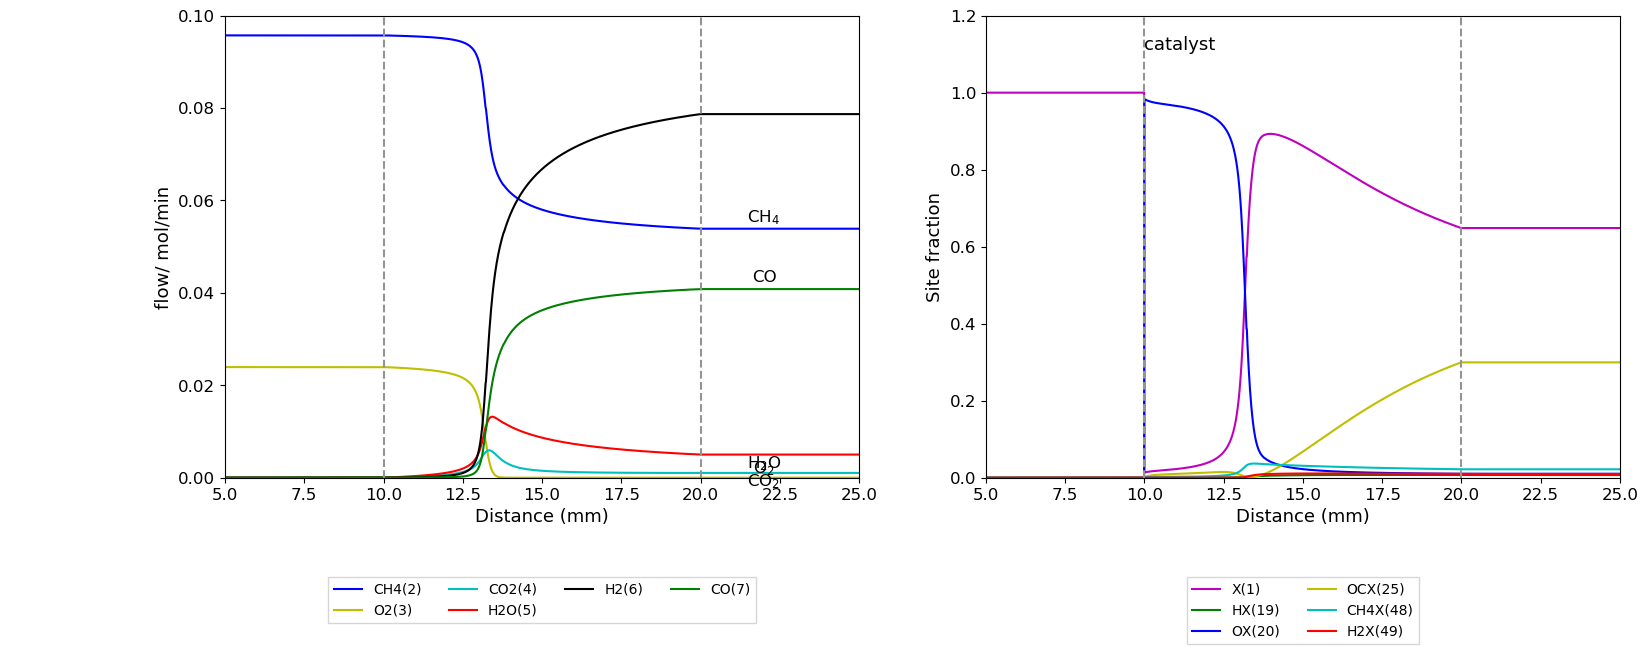 0.10
0.08
0.06
0.04
0.02
0.00
flow/ mol/min
CH₄
CO
H₂O
O₂
CO₂
5.0 7.5 10.0 12.5 15.0 17.5 20.0 22.5 25.0
Distance (mm)
CH4(2) CO2(4) H2(6) CO(7)
O2(3) H2O(5)
1.2
1.0
0.8
0.6
0.4
0.2
0.0
Site fraction
catalyst
5.0 7.5 10.0 12.5 15.0 17.5 20.0 22.5 25.0
Distance (mm)
X(1) OCX(25)
HX(19) CH4X(48)
OX(20) H2X(49)